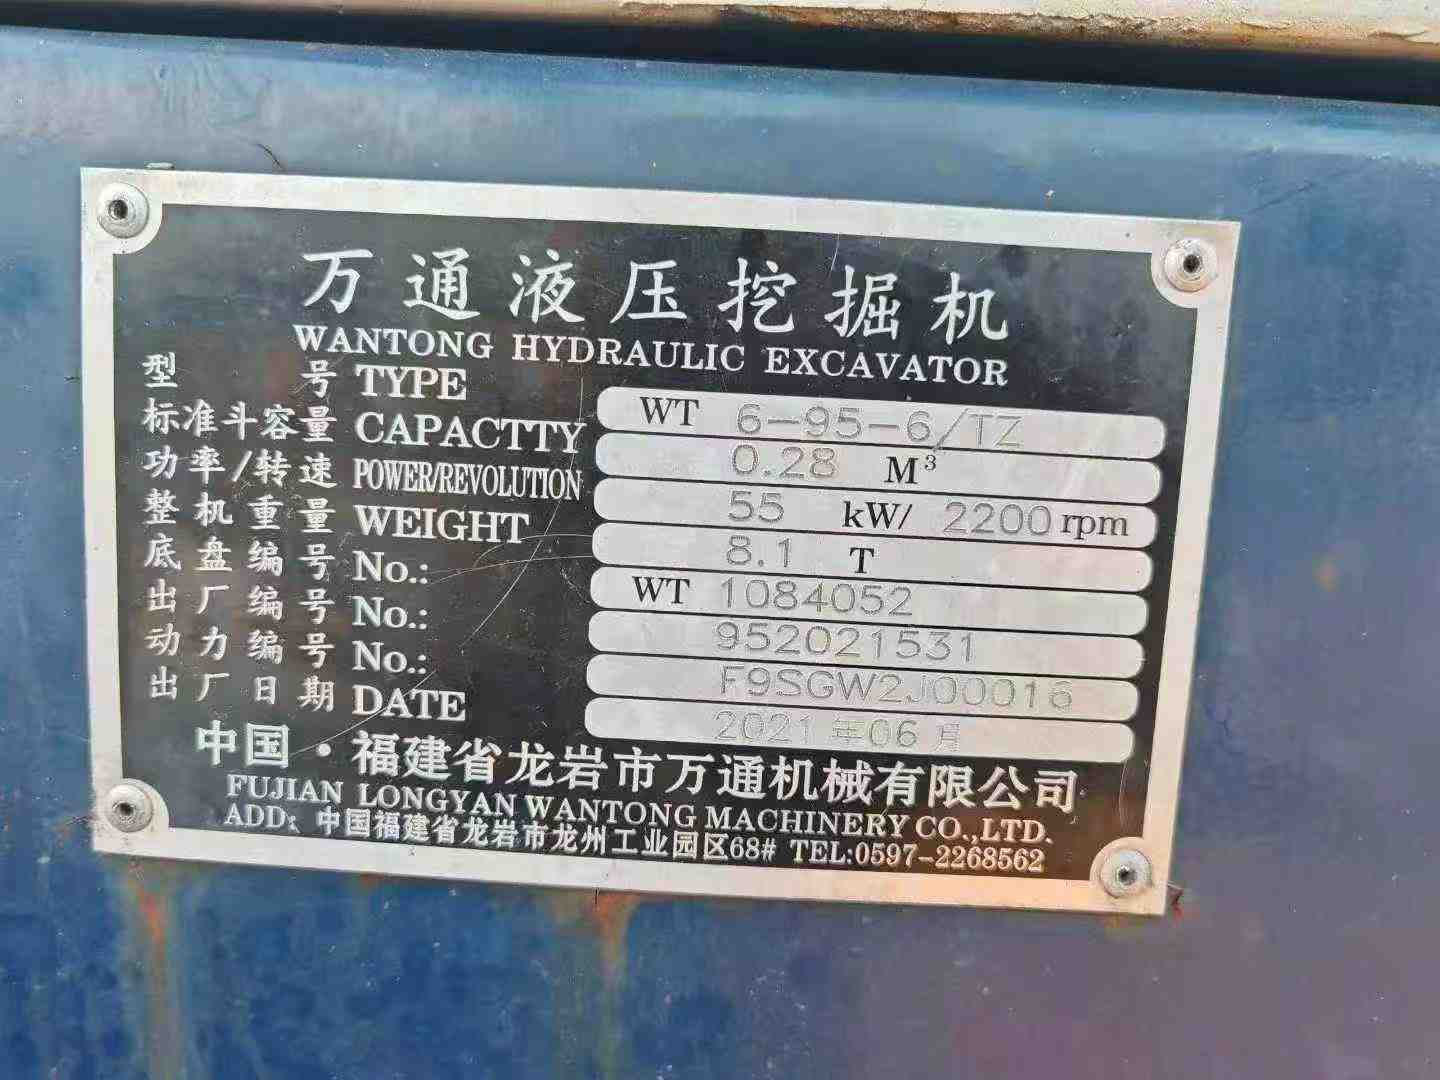 万通液压挖掘机
WANTONG HYDRAULIC EXCAVATOR
型 号 TYPE WT 6-95-6/TZ
标准斗容量 CAPACTTY 0.28 M³
功率/转速 POWER/REVOLUTION 55 kW/ 2200 rpm
整机重量 WEIGHT 8.1 T
底盘编号 No.: WT 1084052
出厂编号 No.: 952021531
动力编号 No.: F9SGW2J00016
出厂日期 DATE 2021 年06 月
中国·福建省龙岩市万通机械有限公司
FUJIAN LONGYAN WANTONG MACHINERY CO.,LTD.
ADD: 中国福建省龙岩市龙州工业园区68# TEL:0597-2268562